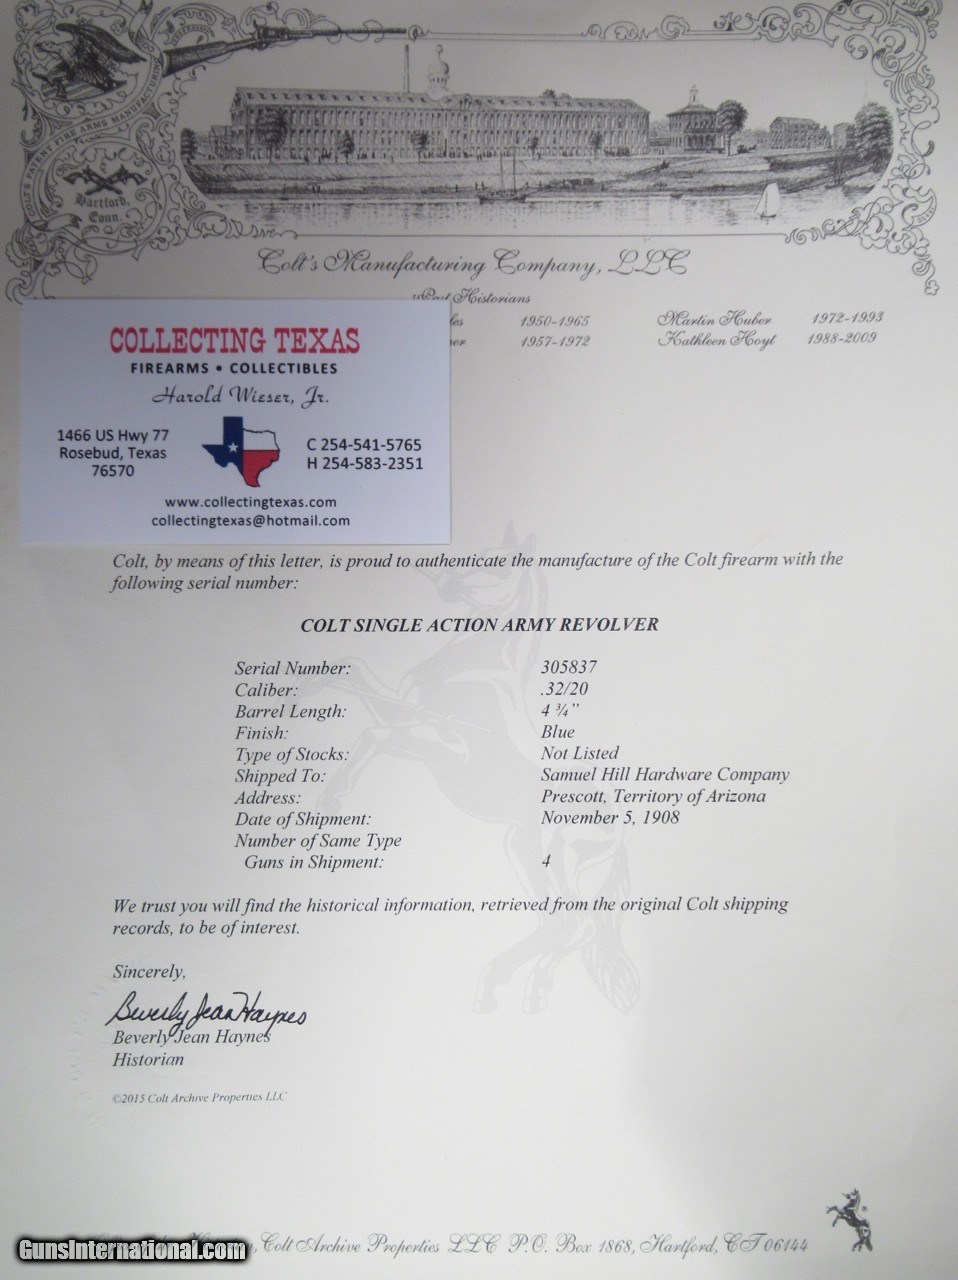 COLT'S PATENT FIRE ARMS MANUFACTURING
Hartford,
Conn.
Colt's Manufacturing Company, LLC
Past Historians
1950-1965 Martin Huber 1972-1993
1957-1972 Kathleen Hoyt 1988-2009
COLLECTING TEXAS
FIREARMS • COLLECTIBLES
Harold Wieser, Jr.
1466 US Hwy 77
Rosebud, Texas
76570
C 254-541-5765
H 254-583-2351
www.collectingtexas.com
collectingtexas@hotmail.com
Colt, by means of this letter, is proud to authenticate the manufacture of the Colt firearm with the
following serial number:
COLT SINGLE ACTION ARMY REVOLVER
Serial Number: 305837
Caliber: .32/20
Barrel Length: 4 ¾"
Finish: Blue
Type of Stocks: Not Listed
Shipped To: Samuel Hill Hardware Company
Address: Prescott, Territory of Arizona
Date of Shipment: November 5, 1908
Number of Same Type
Guns in Shipment: 4
We trust you will find the historical information, retrieved from the original Colt shipping
records, to be of interest.
Sincerely,
Beverly Jean Haynes
Beverly Jean Haynes
Historian
©2015 Colt Archive Properties LLC
Colt Archive Properties LLC P.O. Box 1868, Hartford, CT 06144
GunsInternational.com